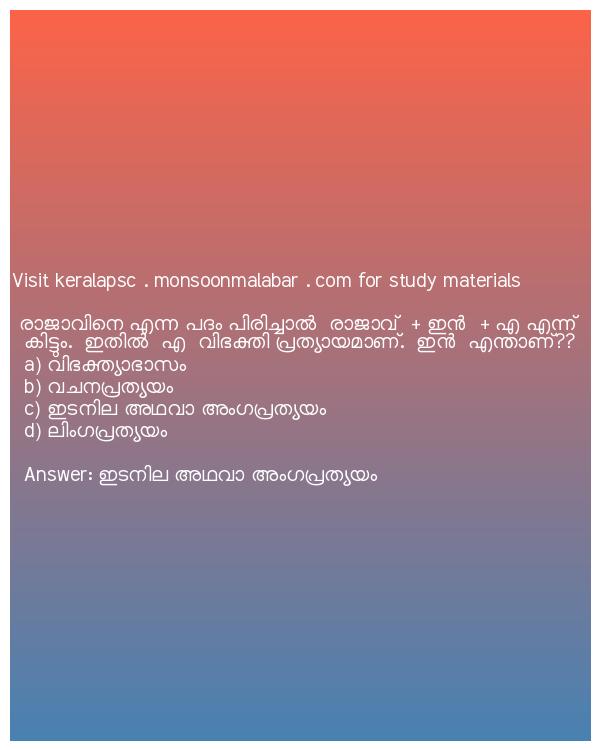 Visit keralapsc . monsoonmalabar . com for study materials
രാജാവിനെ എന്ന പദം പിരിച്ചാൽ രാജാവ് + ഇൻ + എ എന്ന്
കിട്ടും. ഇതിൽ എ വിഭക്തി പ്രത്യായമാണ്. ഇൻ എന്താണ്??
a) വിഭക്ത്യാഭാസം
b) വചനപ്രത്യയം
c) ഇടനില അഥവാ അംഗപ്രത്യയം
d) ലിംഗപ്രത്യയം
Answer: ഇടനില അഥവാ അംഗപ്രത്യയം